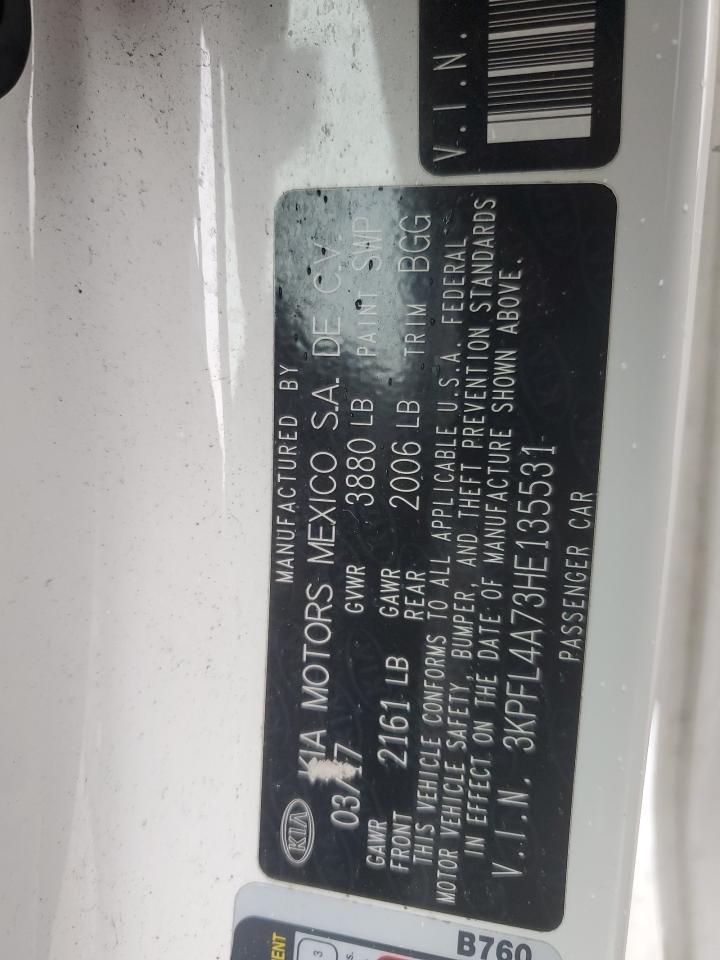 V.I.N.
MANUFACTURED BY
KIA KIA MOTORS MEXICO S.A. DE C.V.
03/17 GVWR 3880 LB PAINT SWP
GAWR FRONT 2161 LB GAWR REAR 2006 LB TRIM BGG
THIS VEHICLE CONFORMS TO ALL APPLICABLE U.S.A. FEDERAL
MOTOR VEHICLE SAFETY, BUMPER, AND THEFT PREVENTION STANDARDS
IN EFFECT ON THE DATE OF MANUFACTURE SHOWN ABOVE.
V.I.N. 3KPFL4A73HE135531
PASSENGER CAR
B760